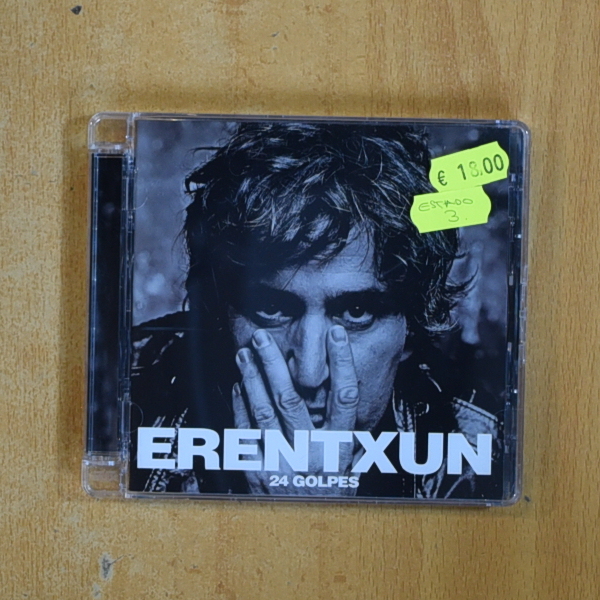 € 18.00
ESTADO
3.
ERENTXUN
24 GOLPES